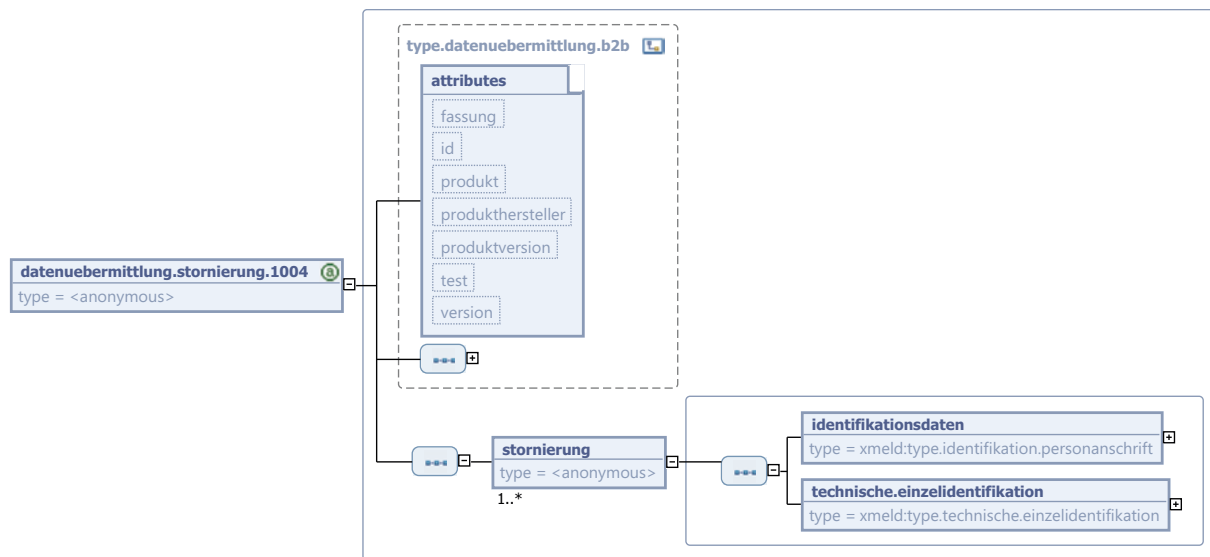 type.datenuebermittlung.b2b
attributes
fassung
id
produkt
produkthersteller
produktversion
test
version
datenuebermittlung.stornierung.1004
type = <anonymous>
stornierung
type = <anonymous>
1..*
identifikationsdaten
type = xmeld:type.identifikation.personanschrift
technische.einzelidentifikation
type = xmeld:type.technische.einzelidentifikation